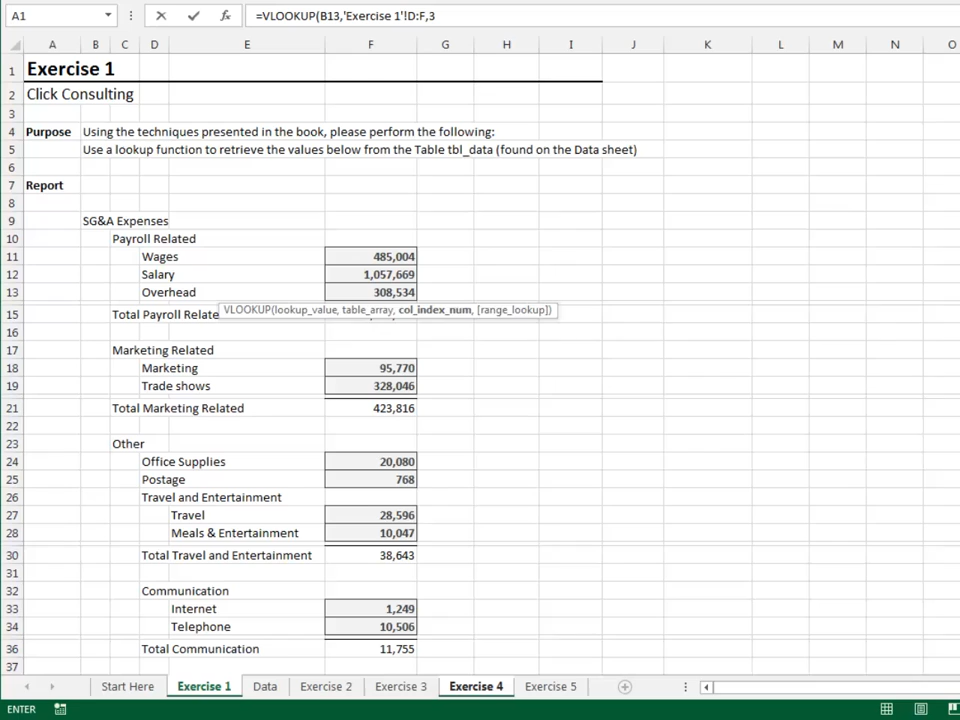 A1 fx =VLOOKUP(B13,'Exercise 1'!D:F,3
A B C D E F G H I J K L M N O
1 Exercise 1
2 Click Consulting
3
4 Purpose Using the techniques presented in the book, please perform the following:
5 Use a lookup function to retrieve the values below from the Table tbl_data (found on the Data sheet)
6
7 Report
8
9 SG&A Expenses
10 Payroll Related
11 Wages 485,004
12 Salary 1,057,669
13 Overhead 308,534
VLOOKUP(lookup_value, table_array, col_index_num, [range_lookup])
15 Total Payroll Relate
16
17 Marketing Related
18 Marketing 95,770
19 Trade shows 328,046
21 Total Marketing Related 423,816
22
23 Other
24 Office Supplies 20,080
25 Postage 768
26 Travel and Entertainment
27 Travel 28,596
28 Meals & Entertainment 10,047
30 Total Travel and Entertainment 38,643
31
32 Communication
33 Internet 1,249
34 Telephone 10,506
36 Total Communication 11,755
37
Start Here Exercise 1 Data Exercise 2 Exercise 3 Exercise 4 Exercise 5
ENTER